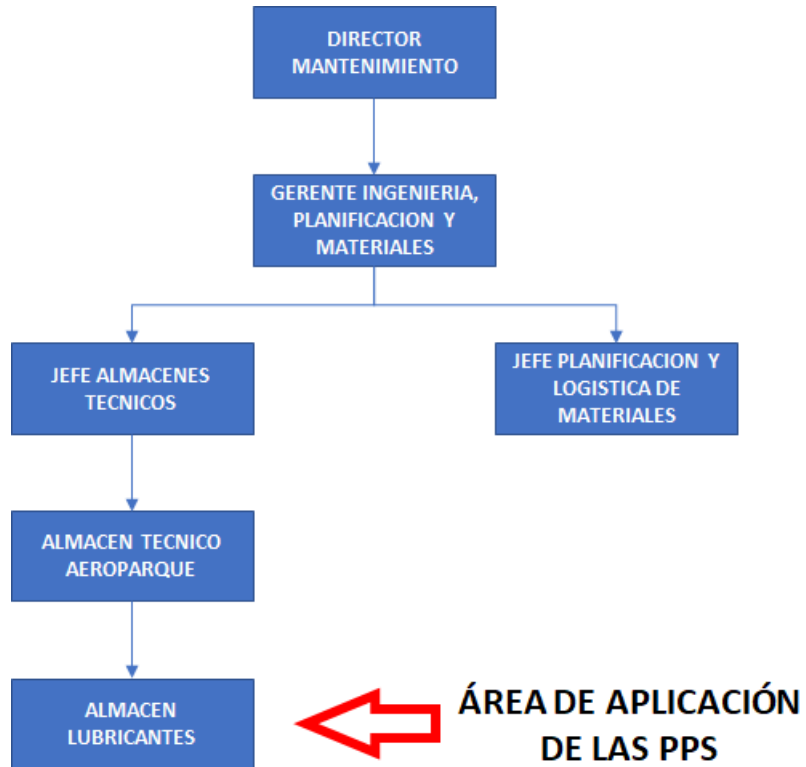 DIRECTOR
MANTENIMIENTO
GERENTE INGENIERIA,
PLANIFICACION Y
MATERIALES
JEFE ALMACENES
TECNICOS
JEFE PLANIFICACION Y
LOGISTICA DE
MATERIALES
ALMACEN TECNICO
AEROPARQUE
ALMACEN
LUBRICANTES
ÁREA DE APLICACIÓN
DE LAS PPS